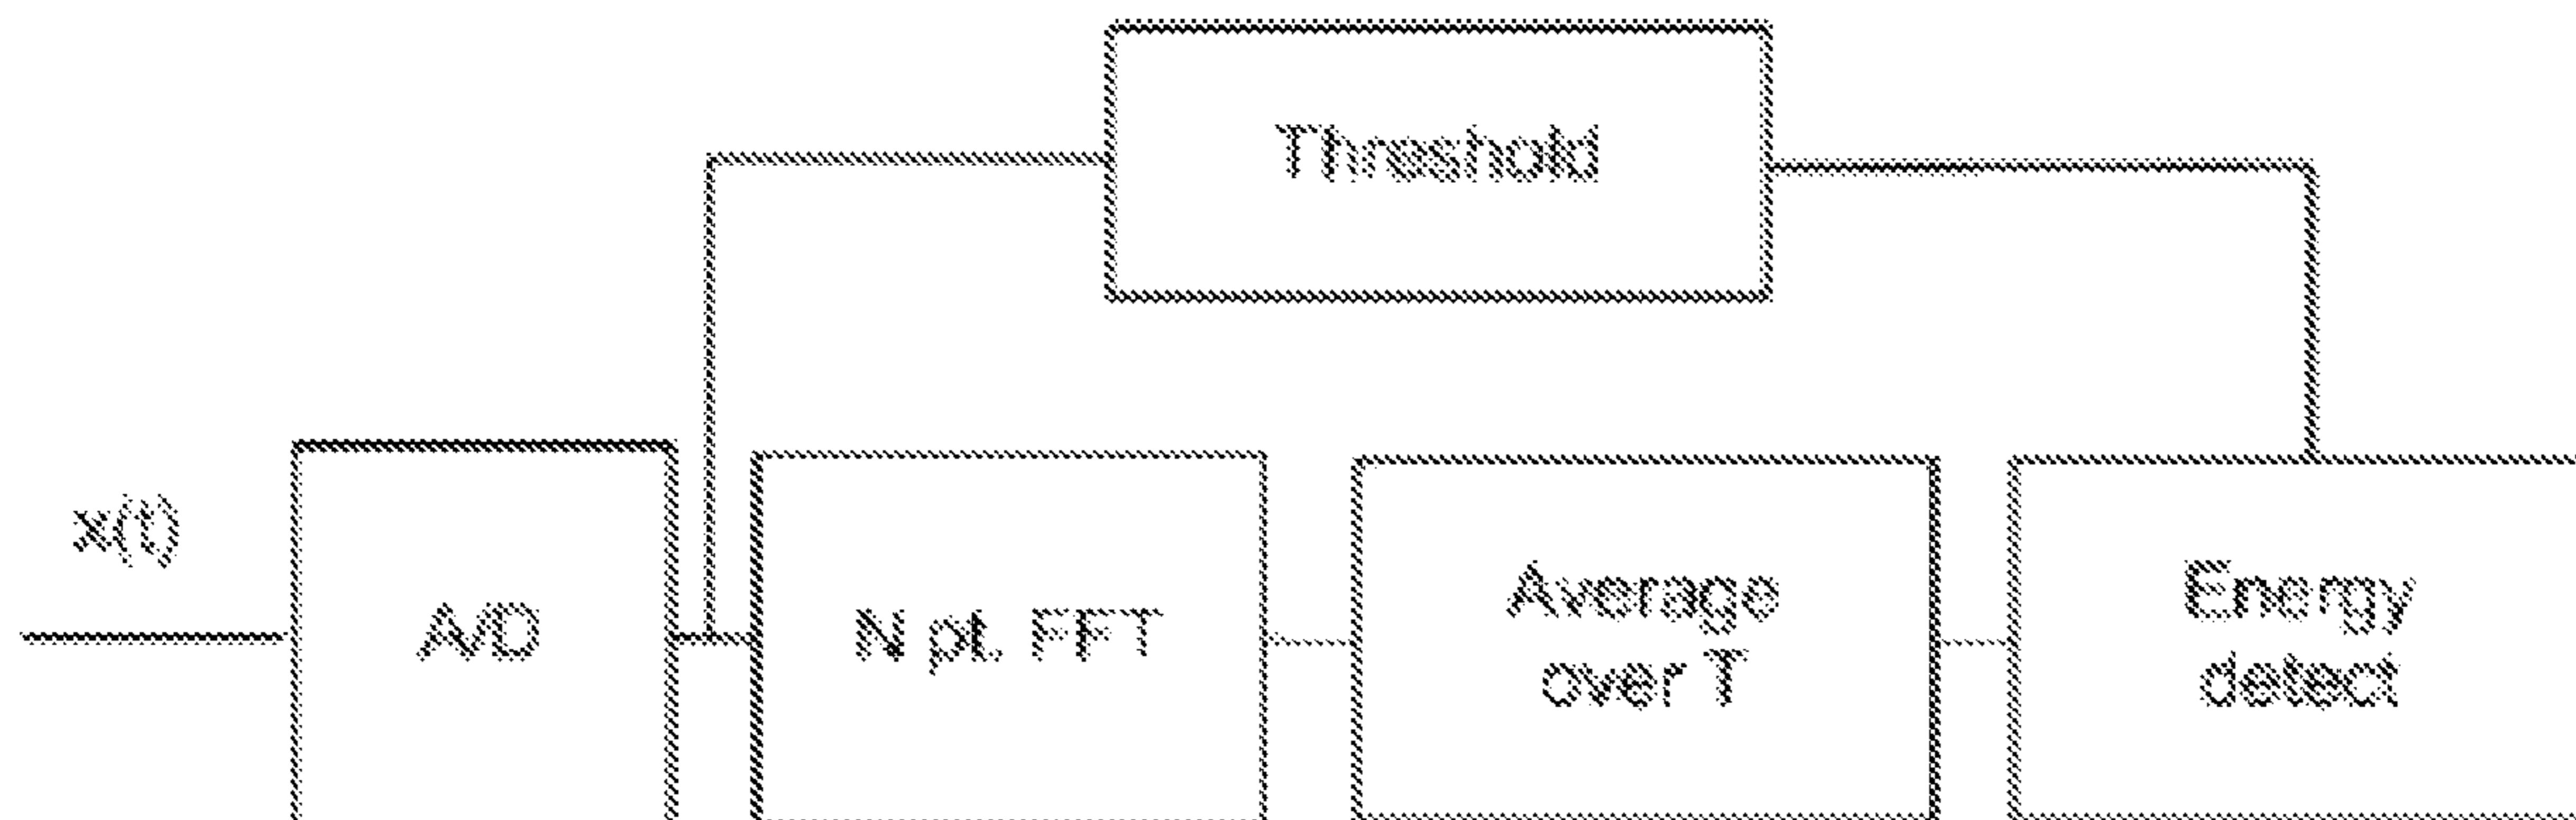 Threshold
x(t)
A/D
N pt. FFT
Average
over T
Energy
detect